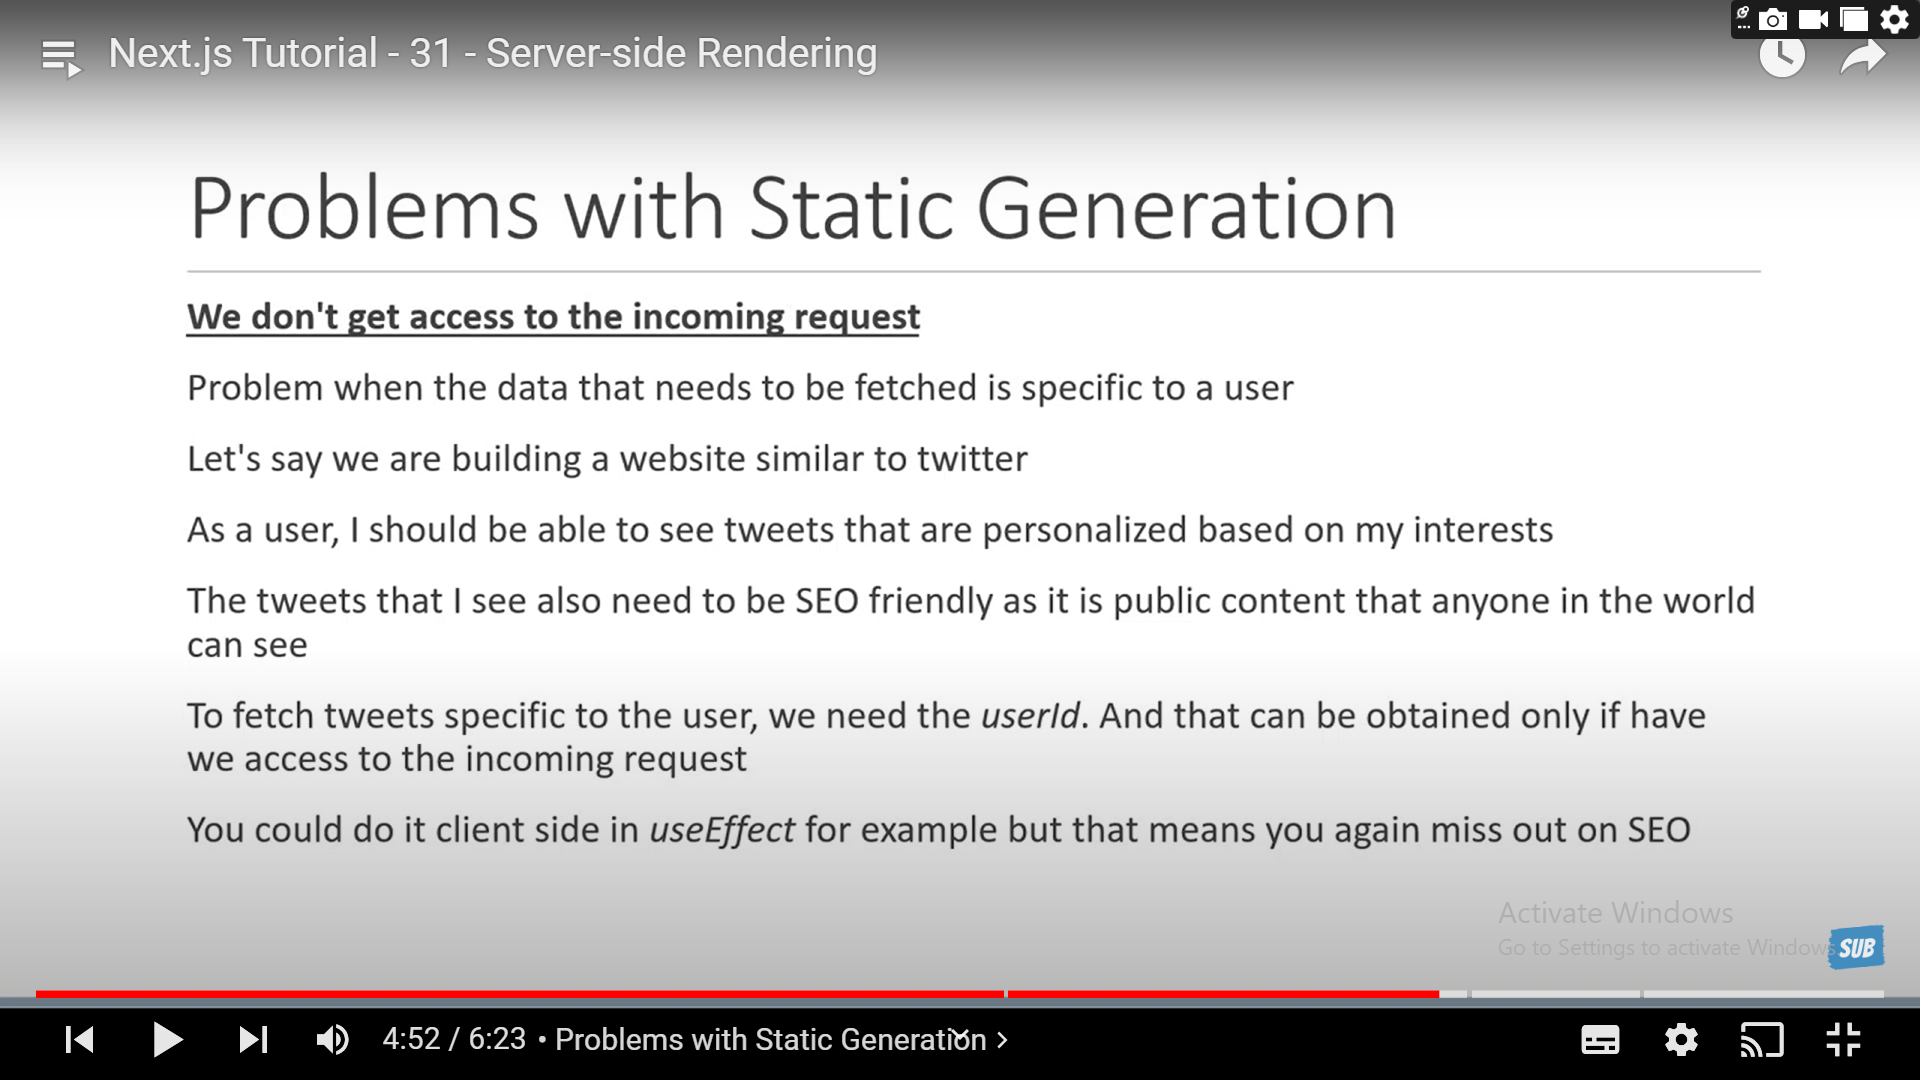 Next.js Tutorial - 31 - Server-side Rendering
Problems with Static Generation
We don't get access to the incoming request
Problem when the data that needs to be fetched is specific to a user
Let's say we are building a website similar to twitter
As a user, I should be able to see tweets that are personalized based on my interests
The tweets that I see also need to be SEO friendly as it is public content that anyone in the world
can see
To fetch tweets specific to the user, we need the userId. And that can be obtained only if have
we access to the incoming request
You could do it client side in useEffect for example but that means you again miss out on SEO
Activate Windows
Go to Settings to activate Windows
SUB
4:52 / 6:23 • Problems with Static Generation